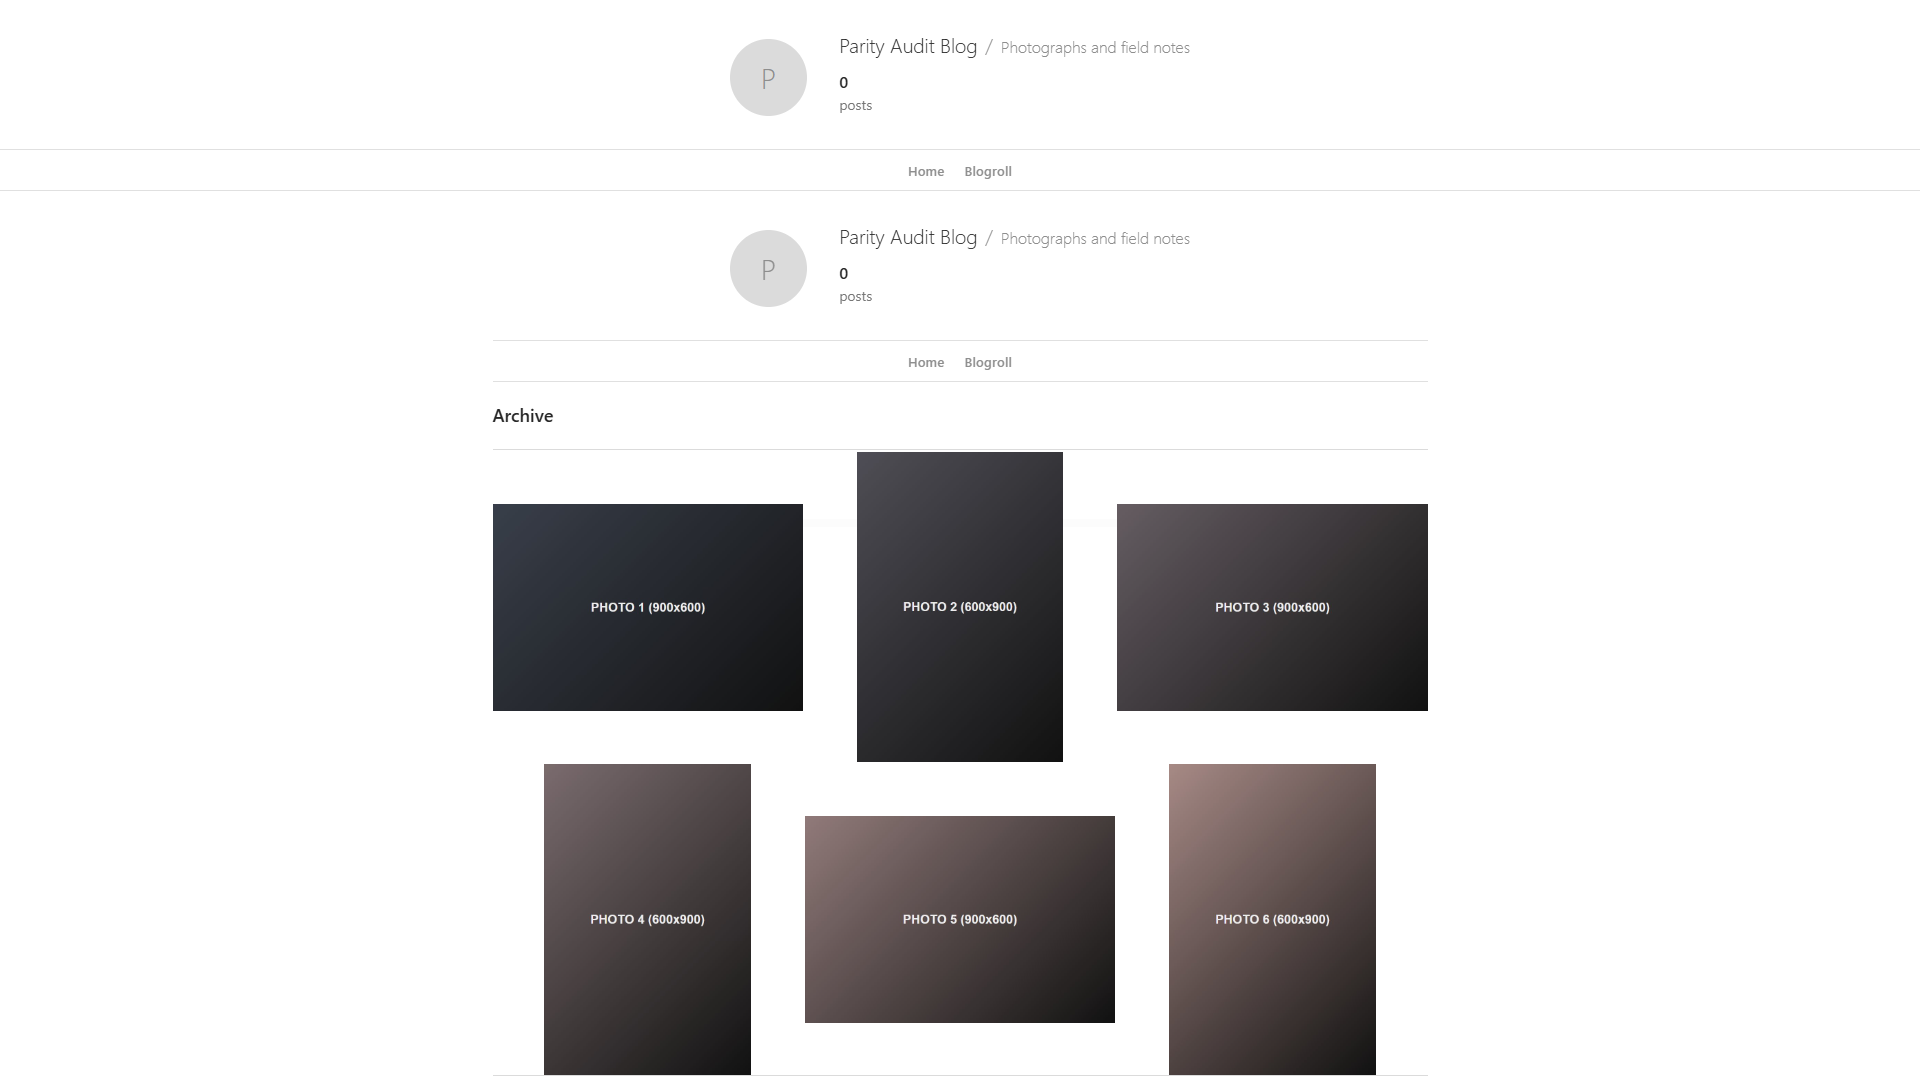 P
Parity Audit Blog / Photographs and field notes
0
posts
Home Blogroll
P
Parity Audit Blog / Photographs and field notes
0
posts
Home Blogroll
Archive
PHOTO 1 (900x600)
PHOTO 2 (600x900)
PHOTO 3 (900x600)
PHOTO 4 (600x900)
PHOTO 5 (900x600)
PHOTO 6 (600x900)